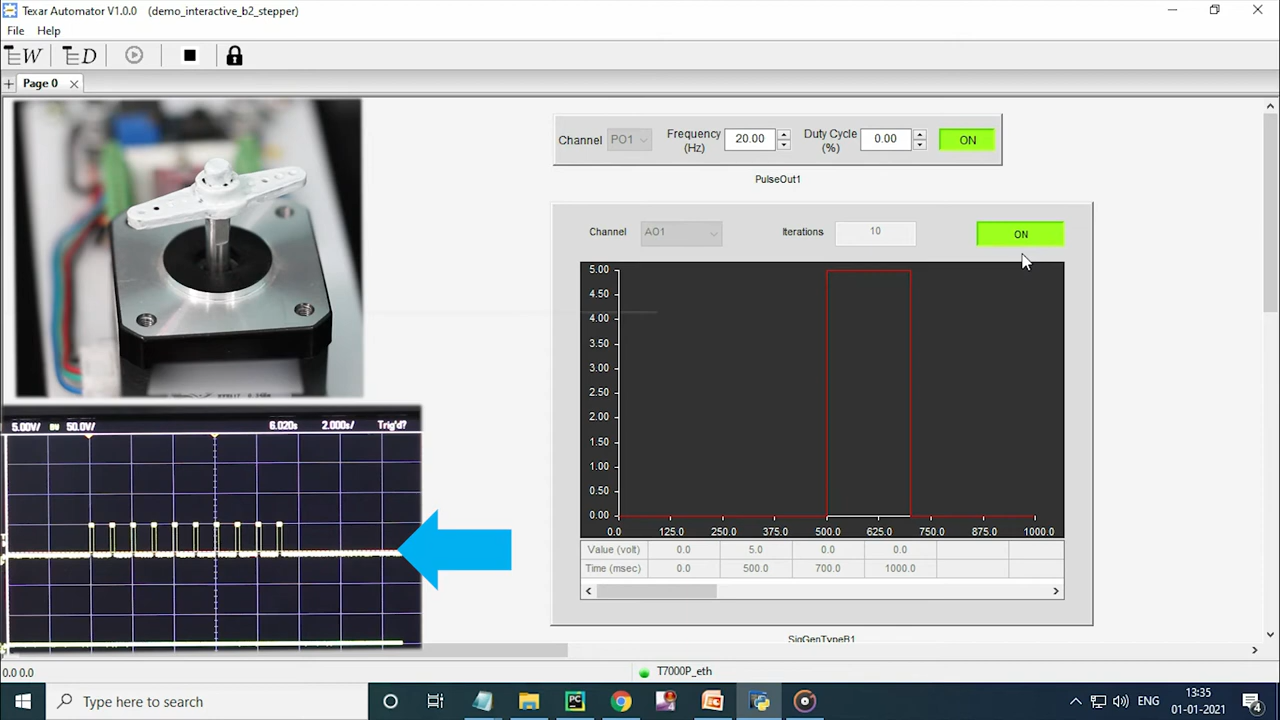 Texar Automator V1.0.0 (demo_interactive_b2_stepper)
File Help
W D
+ Page 0
Channel PO1 Frequency (Hz) 20.00 Duty Cycle (%) 0.00 ON
PulseOut1
Channel AO1 Iterations 10 ON
5.00
4.50
4.00
3.50
3.00
2.50
2.00
1.50
1.00
0.50
0.00
0.0 125.0 250.0 375.0 500.0 625.0 750.0 875.0 1000.0
Value (volt) 0.0 5.0 0.0 0.0
Time (msec) 0.0 500.0 700.0 1000.0
SigGenTypeB1
5.00V/ 50.0V/ 6.020s 2.000s/ Trig'd?
0.0 0.0
T7000P_eth
Type here to search
PC
ENG
13:35
01-01-2021
4